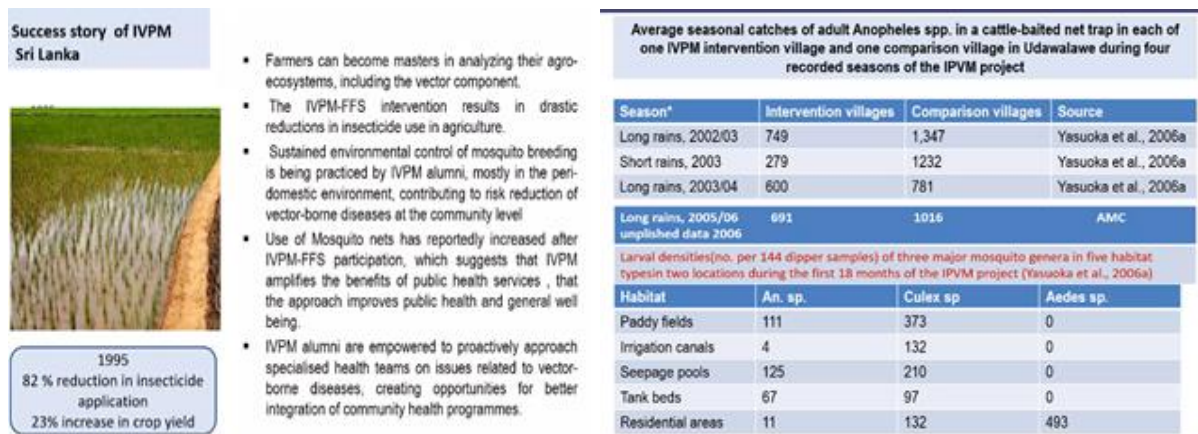 Success story of IVPM
Sri Lanka
1995
82 % reduction in insecticide
application
23% increase in crop yield
▪ Farmers can become masters in analyzing their agro-
ecosystems, including the vector component.
▪ The IVPM-FFS intervention results in drastic
reductions in insecticide use in agriculture.
▪ Sustained environmental control of mosquito breeding
is being practiced by IVPM alumni, mostly in the peri-
domestic environment, contributing to risk reduction of
vector-borne diseases at the community level
▪ Use of Mosquito nets has reportedly increased after
IVPM-FFS participation, which suggests that IVPM
amplifies the benefits of public health services , that
the approach improves public health and general well
being.
▪ IVPM alumni are empowered to proactively approach
specialised health teams on issues related to vector-
borne diseases, creating opportunities for better
integration of community health programmes.
Average seasonal catches of adult Anopheles spp. in a cattle-baited net trap in each of
one IVPM intervention village and one comparison village in Udawalawe during four
recorded seasons of the IPVM project
Season* Intervention villages Comparison villages Source
Long rains, 2002/03 749 1,347 Yasuoka et al., 2006a
Short rains, 2003 279 1232 Yasuoka et al., 2006a
Long rains, 2003/04 600 781 Yasuoka et al., 2006a
Long rains, 2005/06 691 1016 AMC
unplished data 2006
Larval densities(no. per 144 dipper samples) of three major mosquito genera in five habitat
typesin two locations during the first 18 months of the IPVM project (Yasuoka et al., 2006a)
Habitat An. sp. Culex sp Aedes sp.
Paddy fields 111 373 0
Irrigation canals 4 132 0
Seepage pools 125 210 0
Tank beds 67 97 0
Residential areas 11 132 493